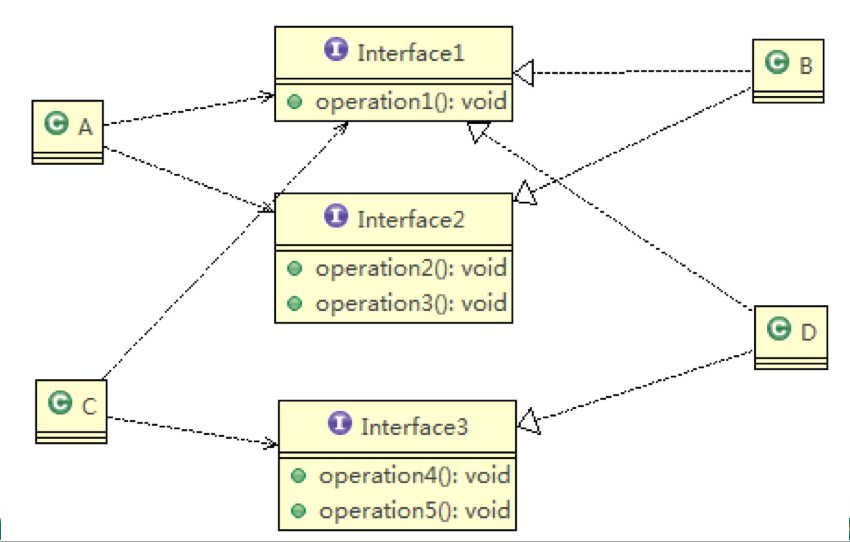 I Interface1
operation1(): void
C A
C B
I Interface2
operation2(): void
operation3(): void
C D
C C
I Interface3
operation4(): void
operation5(): void